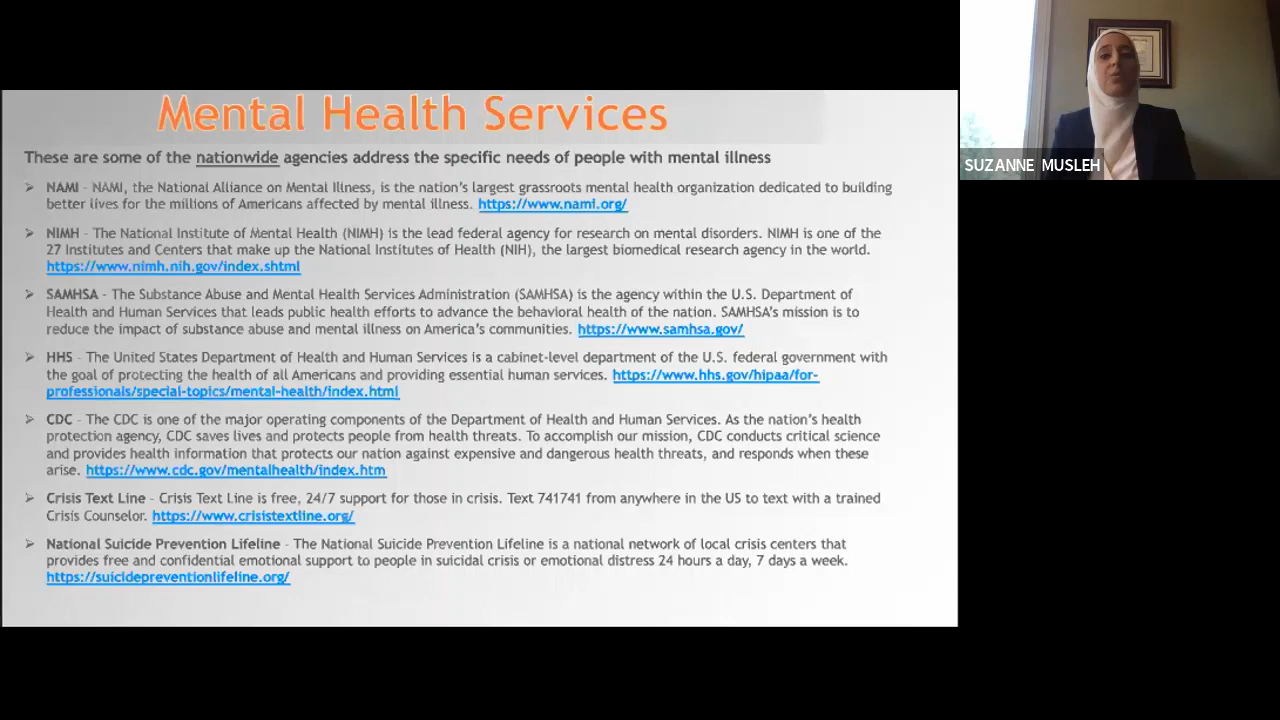 Mental Health Services
These are some of the nationwide agencies address the specific needs of people with mental illness
NAMI - NAMI, the National Alliance on Mental Illness, is the nation's largest grassroots mental health organization dedicated to building
better lives for the millions of Americans affected by mental illness. https://www.nami.org/
NIMH - The National Institute of Mental Health (NIMH) is the lead federal agency for research on mental disorders. NIMH is one of the
27 Institutes and Centers that make up the National Institutes of Health (NIH), the largest biomedical research agency in the world.
https://www.nimh.nih.gov/index.shtml
SAMHSA - The Substance Abuse and Mental Health Services Administration (SAMHSA) is the agency within the U.S. Department of
Health and Human Services that leads public health efforts to advance the behavioral health of the nation. SAMHSA's mission is to
reduce the impact of substance abuse and mental illness on America's communities. https://www.samhsa.gov/
HHS - The United States Department of Health and Human Services is a cabinet-level department of the U.S. federal government with
the goal of protecting the health of all Americans and providing essential human services. https://www.hhs.gov/hipaa/for-
professionals/special-topics/mental-health/index.html
CDC - The CDC is one of the major operating components of the Department of Health and Human Services. As the nation's health
protection agency, CDC saves lives and protects people from health threats. To accomplish our mission, CDC conducts critical science
and provides health information that protects our nation against expensive and dangerous health threats, and responds when these
arise. https://www.cdc.gov/mentalhealth/index.htm
Crisis Text Line - Crisis Text Line is free, 24/7 support for those in crisis. Text 741741 from anywhere in the US to text with a trained
Crisis Counselor. https://www.crisistextline.org/
National Suicide Prevention Lifeline - The National Suicide Prevention Lifeline is a national network of local crisis centers that
provides free and confidential emotional support to people in suicidal crisis or emotional distress 24 hours a day, 7 days a week.
https://suicidepreventionlifeline.org/
SUZANNE MUSLEH